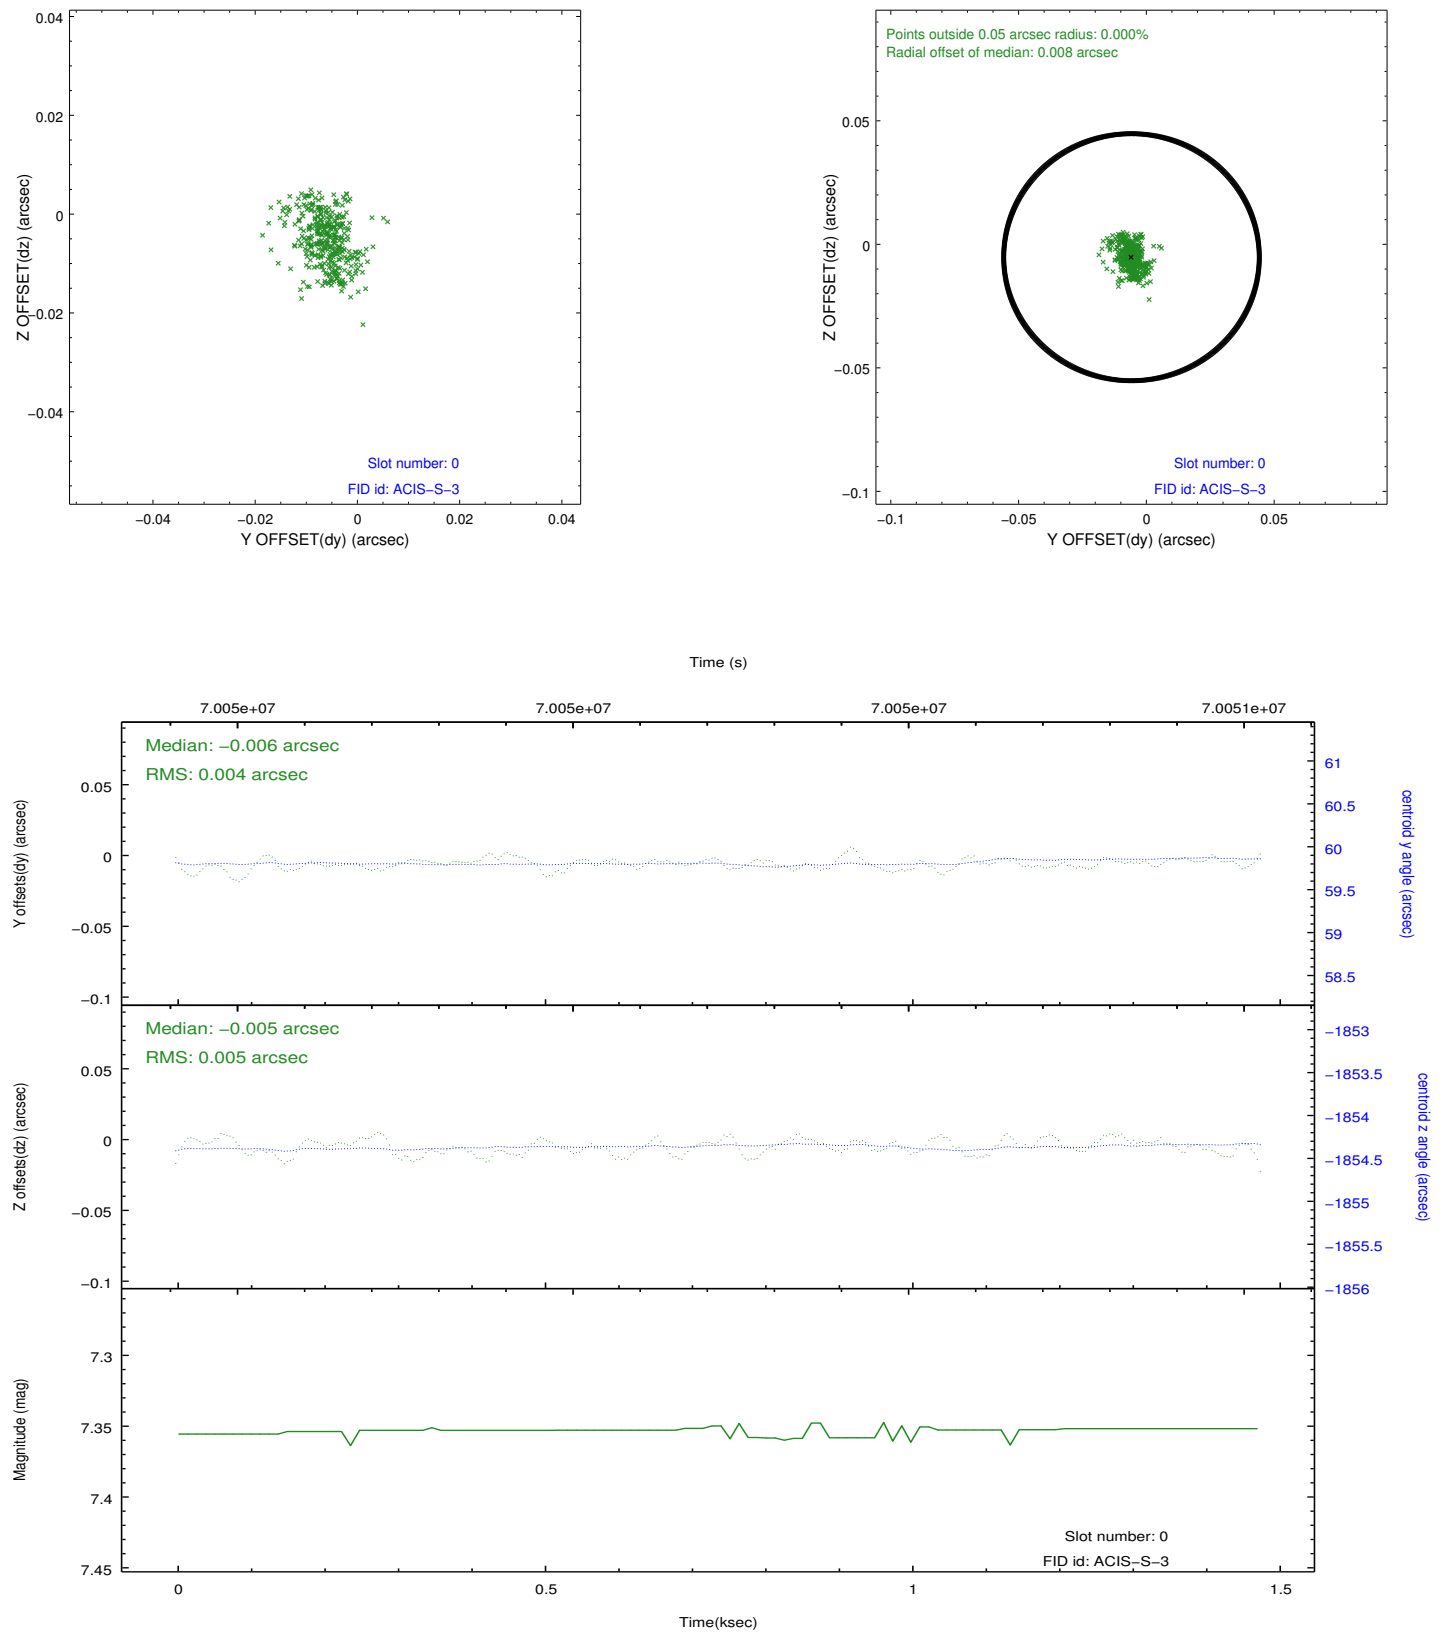 0.04
0.02
0
−0.02
−0.04
Z OFFSET(dz) (arcsec)
Slot number: 0
FID id: ACIS−S−3
−0.04
−0.02
0
0.02
0.04
Y OFFSET(dy) (arcsec)
Points outside 0.05 arcsec radius: 0.000%
Radial offset of median: 0.008 arcsec
0.05
0
−0.05
−0.1
Z OFFSET(dz) (arcsec)
Slot number: 0
FID id: ACIS−S−3
−0.1
−0.05
0
0.05
Y OFFSET(dy) (arcsec)
Time (s)
7.005e+07
7.005e+07
7.005e+07
7.0051e+07
Median: −0.006 arcsec
RMS: 0.004 arcsec
0.05
0
−0.05
−0.1
Y offsets(dy) (arcsec)
61
60.5
60
59.5
59
58.5
centroid y angle (arcsec)
Median: −0.005 arcsec
RMS: 0.005 arcsec
0.05
0
−0.05
−0.1
Z offsets(dz) (arcsec)
−1853
−1853.5
−1854
−1854.5
−1855
−1855.5
−1856
centroid z angle (arcsec)
7.3
7.35
7.4
7.45
Magnitude (mag)
Slot number: 0
FID id: ACIS−S−3
0
0.5
1
1.5
Time(ksec)